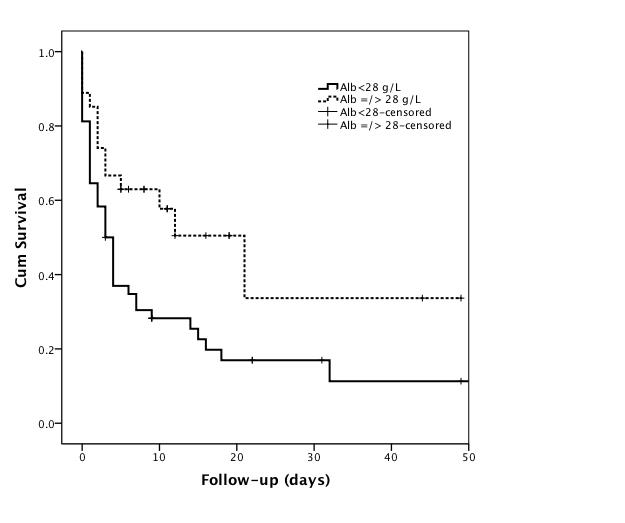 1.0
0.8
0.6
0.4
0.2
0.0
Cum Survival
Alb<28 g/L
Alb =/> 28 g/L
Alb<28-censored
Alb =/> 28-censored
0 10 20 30 40 50
Follow-up (days)